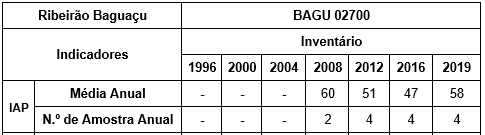 Ribeirão Baguaçu BAGU 02700
Indicadores Inventário
1996 2000 2004 2008 2012 2016 2019
IAP Média Anual - - - 60 51 47 58
N.º de Amostra Anual - - - 2 4 4 4